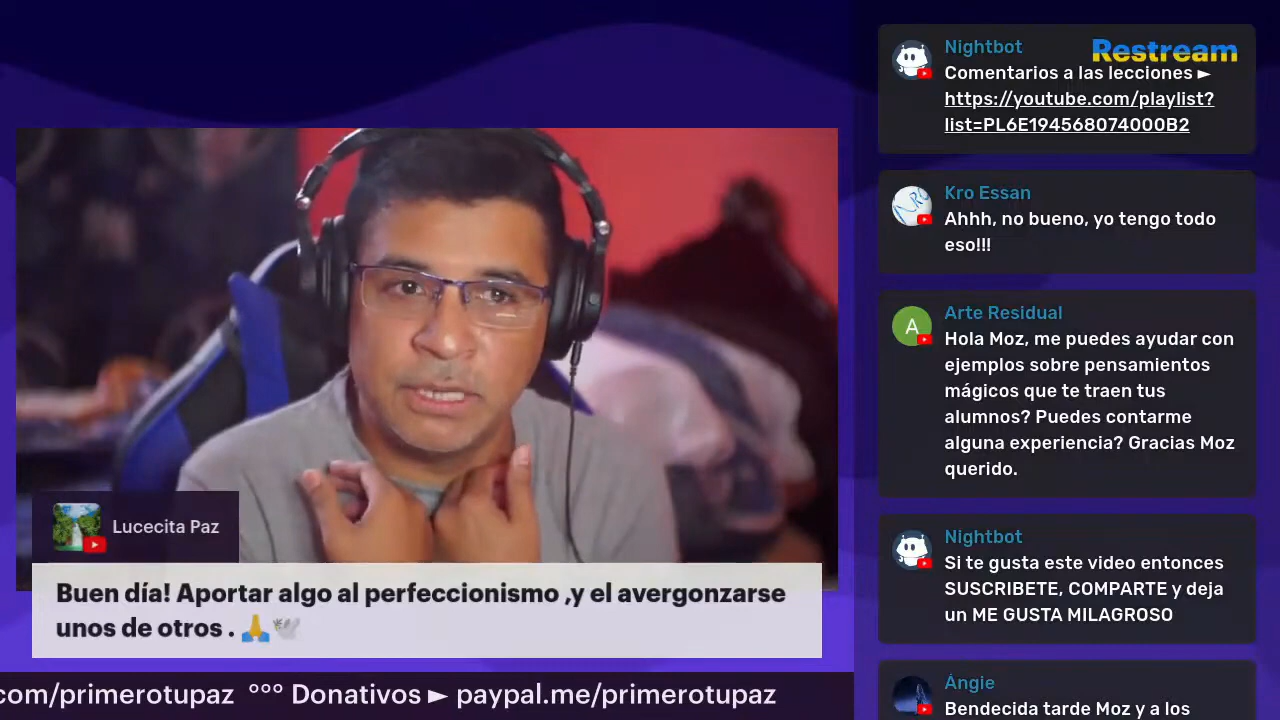 Lucecita Paz
Buen día! Aportar algo al perfeccionismo ,y el avergonzarse
unos de otros . 🙏🕊️
com/primerotupaz °°° Donativos ► paypal.me/primerotupaz
Restream
Nightbot
Comentarios a las lecciones ►
https://youtube.com/playlist?
list=PL6E194568074000B2
Kro Essan
Ahhh, no bueno, yo tengo todo
eso!!!
A
Arte Residual
Hola Moz, me puedes ayudar con
ejemplos sobre pensamientos
mágicos que te traen tus
alumnos? Puedes contarme
alguna experiencia? Gracias Moz
querido.
Nightbot
Si te gusta este video entonces
SUSCRIBETE, COMPARTE y deja
un ME GUSTA MILAGROSO
Ángie
Bendecida tarde Moz y a los